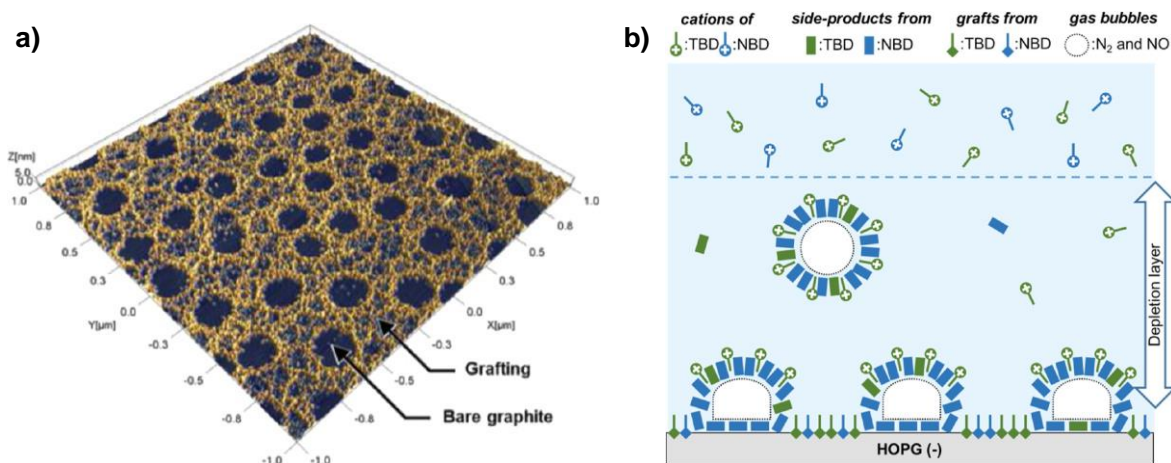 a)
Z[nm]
5.0
0.0
1.0
0.8
0.5
0.3
Y[µm]
0.0
-0.3
-0.5
-0.8
-1.0
-1.0
-0.8
-0.5
-0.3
X[µm]
0.0
0.3
0.5
0.8
1.0
Grafting
Bare graphite
b)
cations of side-products from grafts from gas bubbles
:TBD :NBD :TBD :NBD :TBD :NBD :N₂ and NO
Depletion layer
HOPG (-)